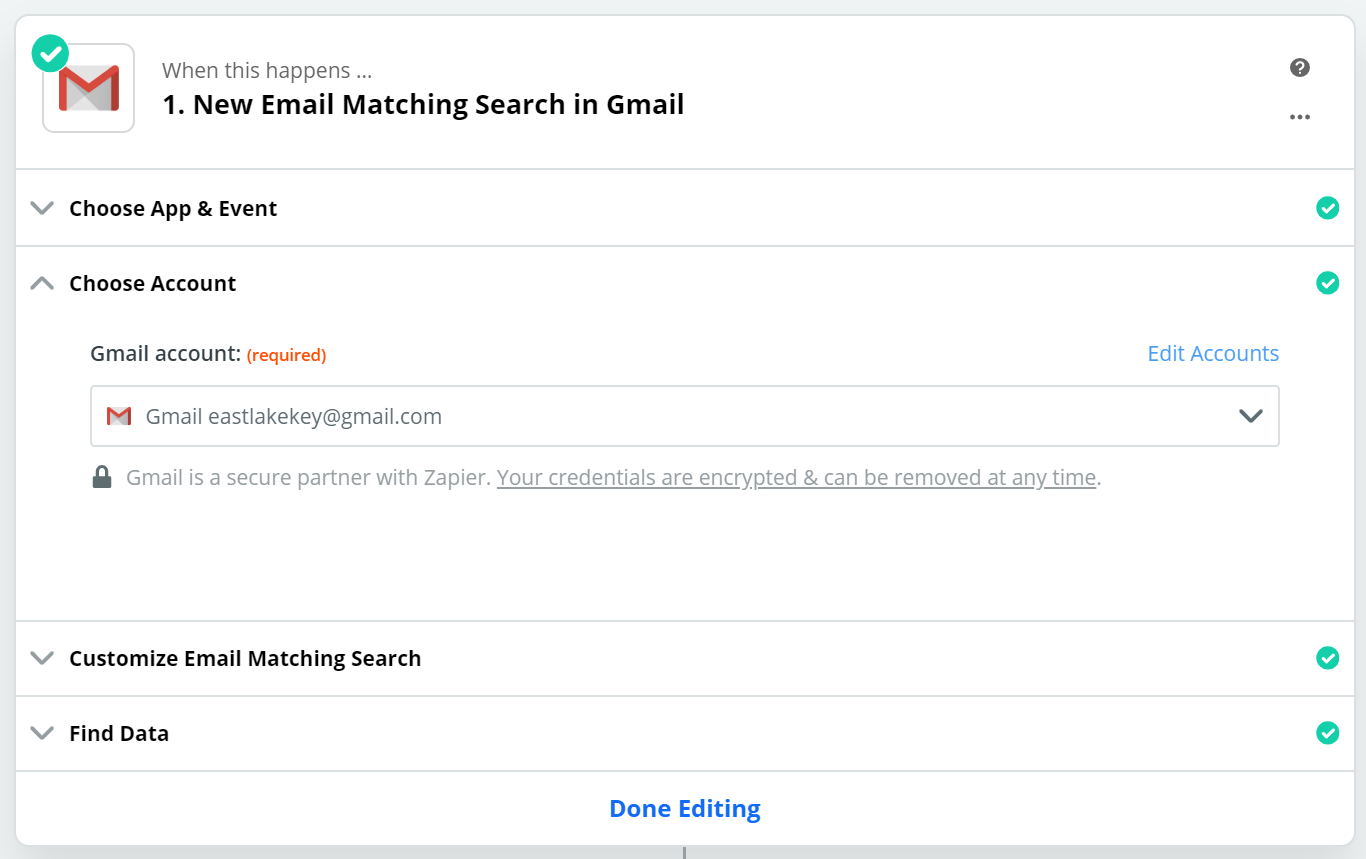 When this happens ...
1. New Email Matching Search in Gmail
Choose App & Event
Choose Account
Gmail account: (required)
Edit Accounts
Gmail eastlakekey@gmail.com
Gmail is a secure partner with Zapier. Your credentials are encrypted & can be removed at any time.
Customize Email Matching Search
Find Data
Done Editing